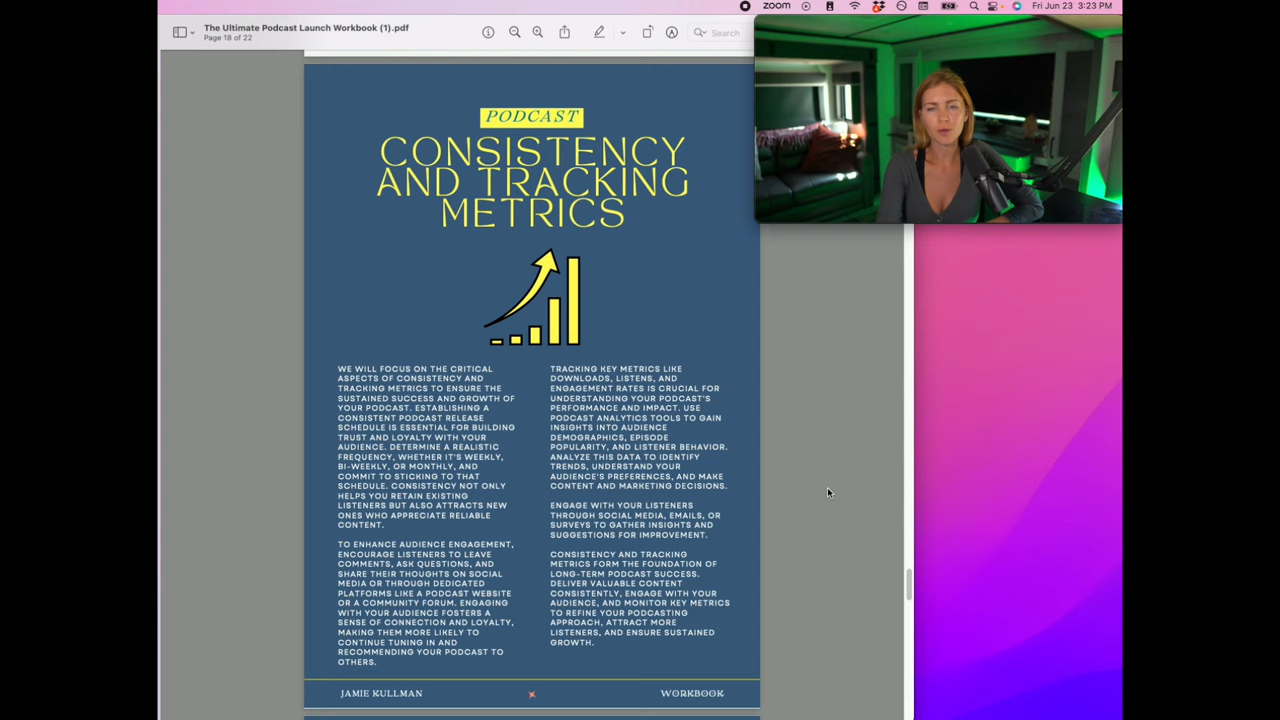 zoom
Fri Jun 23 3:23 PM
The Ultimate Podcast Launch Workbook (1).pdf
Page 18 of 22
Search
PODCAST
CONSISTENCY
AND TRACKING
METRICS
WE WILL FOCUS ON THE CRITICAL
ASPECTS OF CONSISTENCY AND
TRACKING METRICS TO ENSURE THE
SUSTAINED SUCCESS AND GROWTH OF
YOUR PODCAST. ESTABLISHING A
CONSISTENT PODCAST RELEASE
SCHEDULE IS ESSENTIAL FOR BUILDING
TRUST AND LOYALTY WITH YOUR
AUDIENCE. DETERMINE A REALISTIC
FREQUENCY, WHETHER IT'S WEEKLY,
BI-WEEKLY, OR MONTHLY, AND
COMMIT TO STICKING TO THAT
SCHEDULE. CONSISTENCY NOT ONLY
HELPS YOU RETAIN EXISTING
LISTENERS BUT ALSO ATTRACTS NEW
ONES WHO APPRECIATE RELIABLE
CONTENT.
TO ENHANCE AUDIENCE ENGAGEMENT,
ENCOURAGE LISTENERS TO LEAVE
COMMENTS, ASK QUESTIONS, AND
SHARE THEIR THOUGHTS ON SOCIAL
MEDIA OR THROUGH DEDICATED
PLATFORMS LIKE A PODCAST WEBSITE
OR A COMMUNITY FORUM. ENGAGING
WITH YOUR AUDIENCE FOSTERS A
SENSE OF CONNECTION AND LOYALTY,
MAKING THEM MORE LIKELY TO
CONTINUE TUNING IN AND
RECOMMENDING YOUR PODCAST TO
OTHERS.
TRACKING KEY METRICS LIKE
DOWNLOADS, LISTENS, AND
ENGAGEMENT RATES IS CRUCIAL FOR
UNDERSTANDING YOUR PODCAST'S
PERFORMANCE AND IMPACT. USE
PODCAST ANALYTICS TOOLS TO GAIN
INSIGHTS INTO AUDIENCE
DEMOGRAPHICS, EPISODE
POPULARITY, AND LISTENER BEHAVIOR.
ANALYZE THIS DATA TO IDENTIFY
TRENDS, UNDERSTAND YOUR
AUDIENCE'S PREFERENCES, AND MAKE
CONTENT AND MARKETING DECISIONS.
ENGAGE WITH YOUR LISTENERS
THROUGH SOCIAL MEDIA, EMAILS, OR
SURVEYS TO GATHER INSIGHTS AND
SUGGESTIONS FOR IMPROVEMENT.
CONSISTENCY AND TRACKING
METRICS FORM THE FOUNDATION OF
LONG-TERM PODCAST SUCCESS.
DELIVER VALUABLE CONTENT
CONSISTENTLY, ENGAGE WITH YOUR
AUDIENCE, AND MONITOR KEY METRICS
TO REFINE YOUR PODCASTING
APPROACH, ATTRACT MORE
LISTENERS, AND ENSURE SUSTAINED
GROWTH.
JAMIE KULLMAN
WORKBOOK